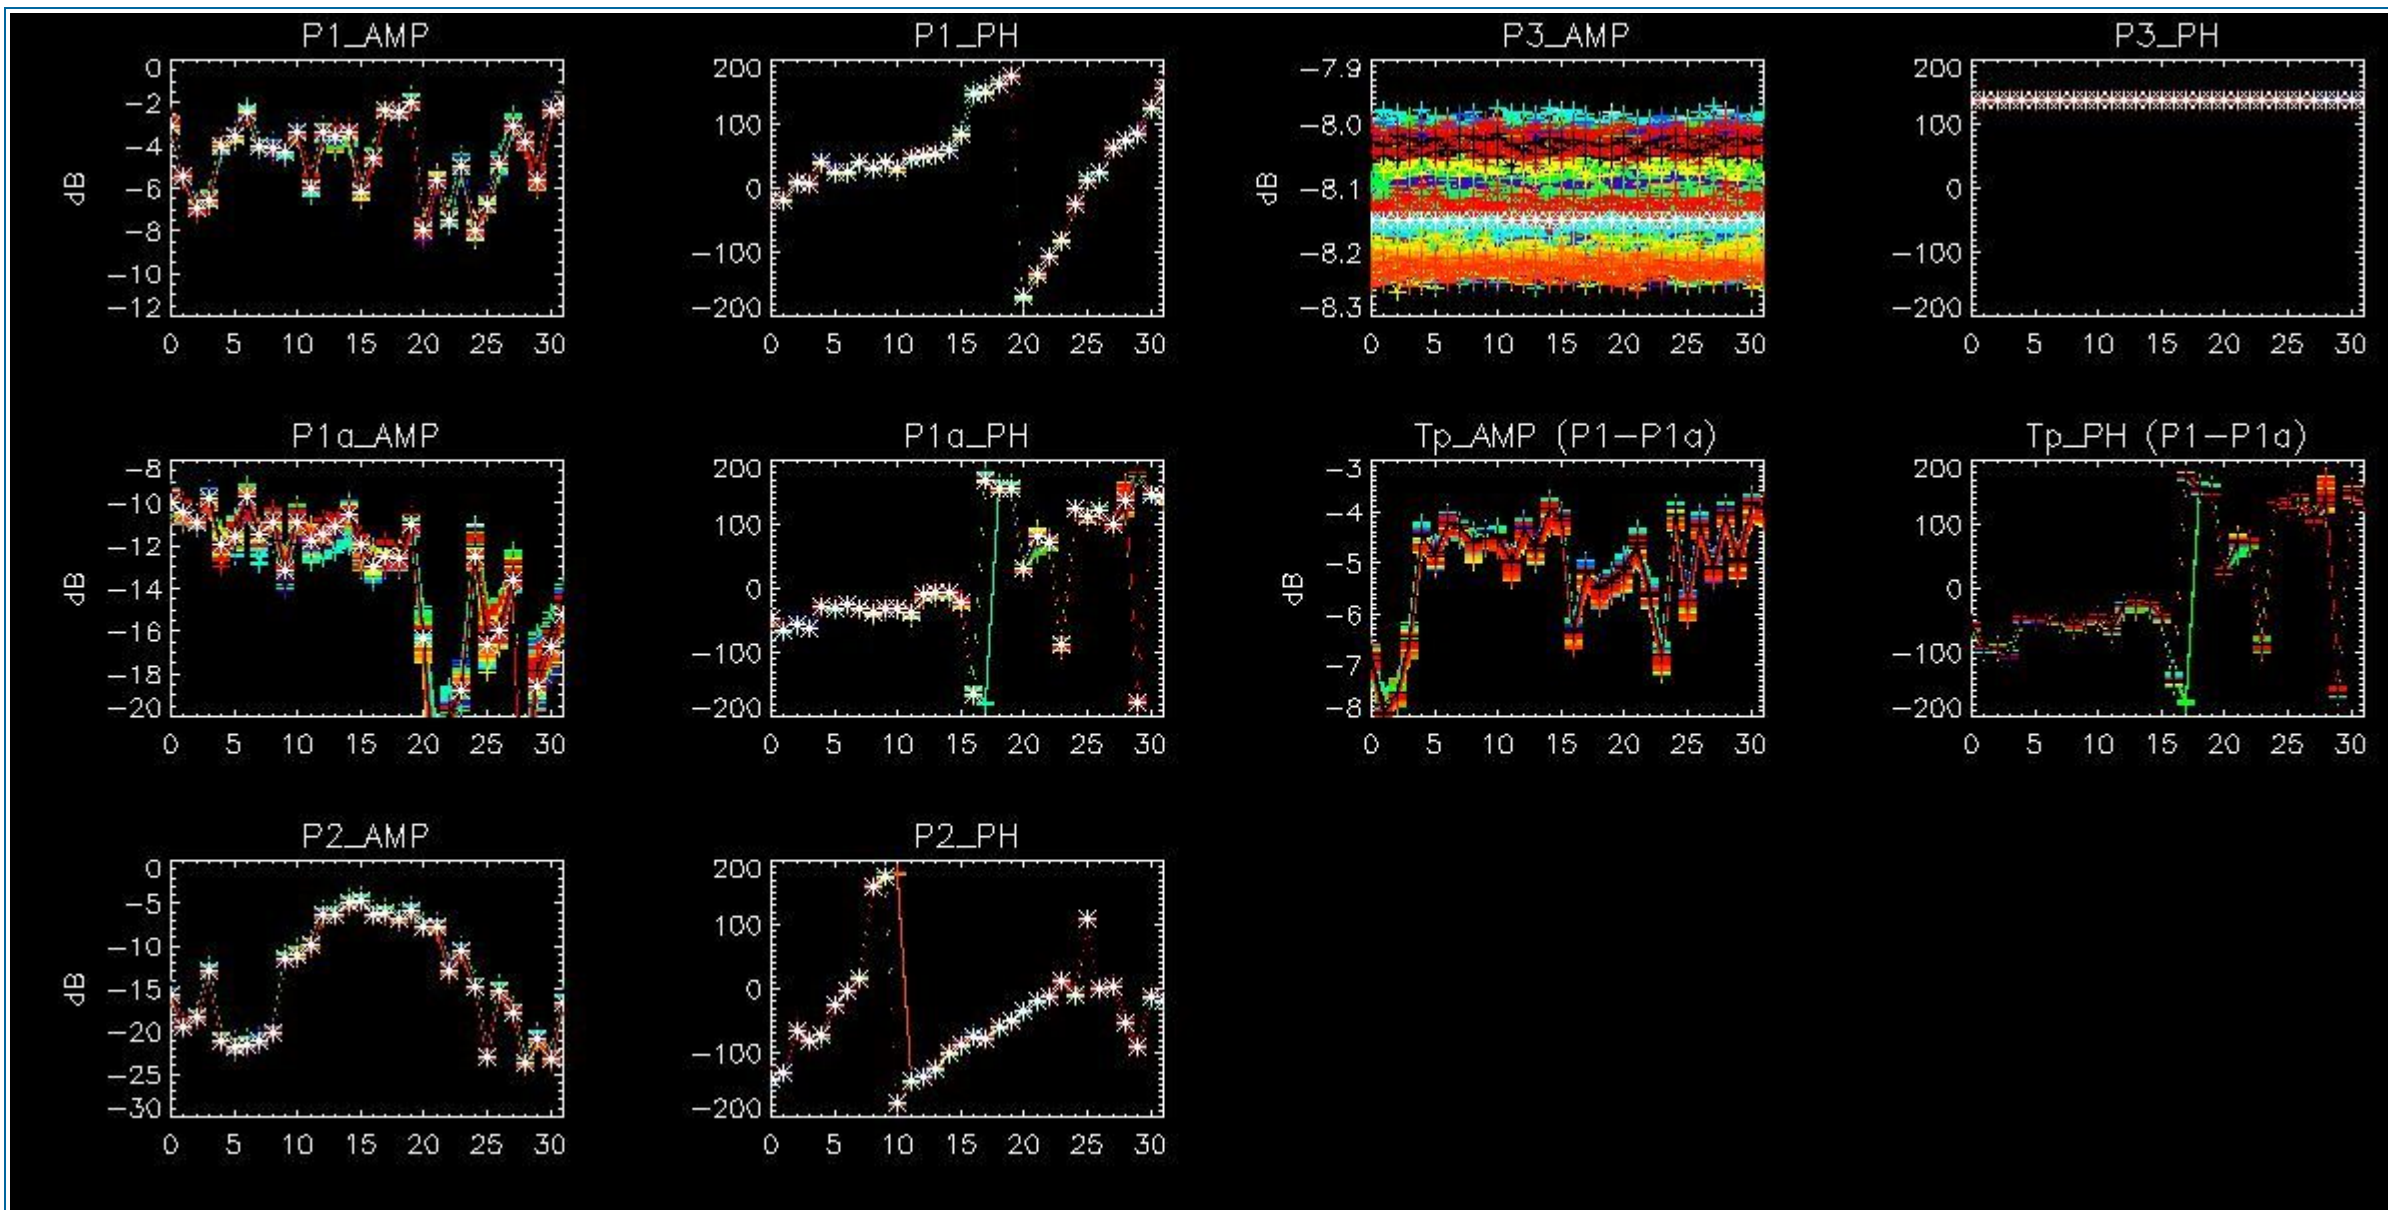 P1_AMP
P1_PH
P3_AMP
P3_PH
0
−2
−4
−6
−8
−10
−12
dB
0 5 10 15 20 25 30
200
100
0
−100
−200
0 5 10 15 20 25 30
−7.9
−8.0
−8.1
−8.2
−8.3
dB
0 5 10 15 20 25 30
200
100
0
−100
−200
0 5 10 15 20 25 30
P1a_AMP
P1a_PH
Tp_AMP (P1−P1a)
Tp_PH (P1−P1a)
−8
−10
−12
−14
−16
−18
−20
dB
0 5 10 15 20 25 30
200
100
0
−100
−200
0 5 10 15 20 25 30
−3
−4
−5
−6
−7
−8
dB
0 5 10 15 20 25 30
200
100
0
−100
−200
0 5 10 15 20 25 30
P2_AMP
P2_PH
0
−5
−10
−15
−20
−25
−30
dB
0 5 10 15 20 25 30
200
100
0
−100
−200
0 5 10 15 20 25 30